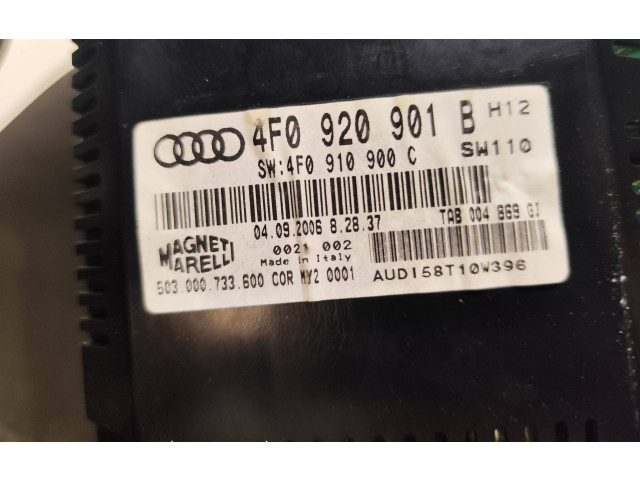 4F0 920 901 B H12
SW:4F0 910 900 C SW110
04.09.2006 8.28.37 TAB 004 869 GI
MAGNETI
MARELLI
0021 002
Made in Italy
503.000.733.600 COR MY2 0001
AUDI58T10W396